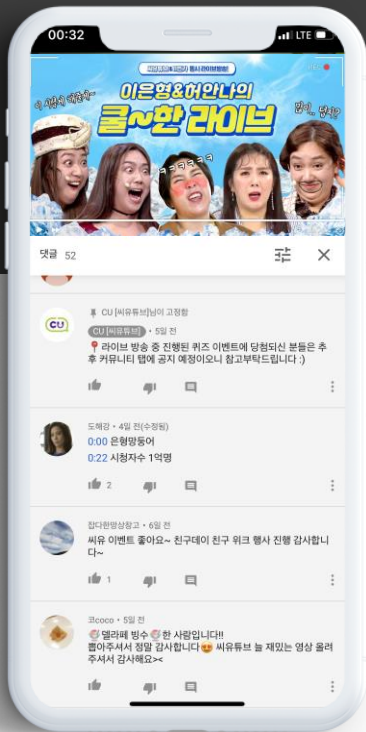 00:32
LTE
이은형&허안나의
쿨~한 라이브
ㅋㅋㅋㅋㅋ
댓글 52
CU [씨유튜브]님이 고정함
CU
CU [씨유튜브] • 5일 전
📍 라이브 방송 중 진행된 퀴즈 이벤트에 당첨되신 분들은 추
후 커뮤니티 탭에 공지 예정이오니 참고부탁드립니다 :)
도해강 • 4일 전(수정됨)
0:00 은형망둥어
0:22 시청자수 1억명
2
잡다한영상창고 • 6일 전
씨유 이벤트 좋아요~ 친구데이 친구 위크 행사 진행 감사합니
다~
1
코coco • 5일 전
🍧델라페 빙수🍧한 사람입니다!!
뽑아주셔서 정말 감사합니다😍 씨유튜브 늘 재밌는 영상 올려
주셔서 감사해요><